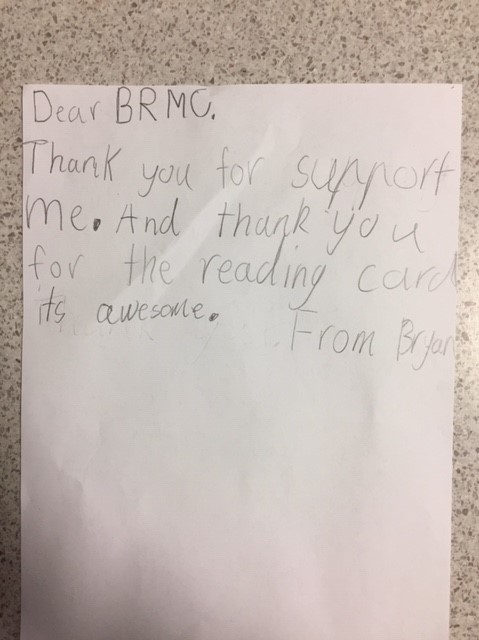 Dear BRMC.
Thank you for support
me. And thank you
for the reading card
its awesome.
From Bryan